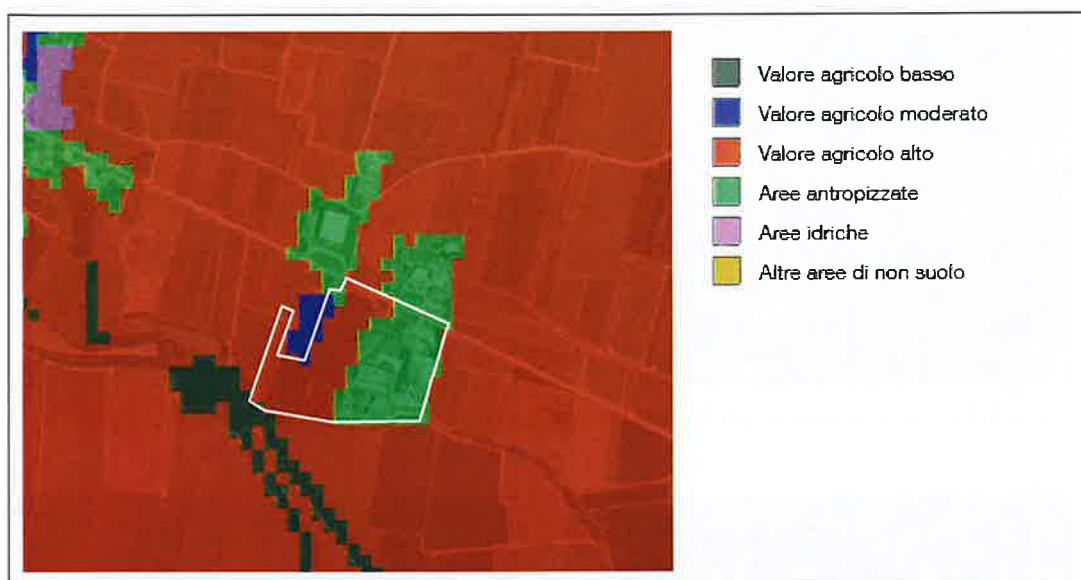 Valore agricolo basso
Valore agricolo moderato
Valore agricolo alto
Aree antropizzate
Aree idriche
Altre aree di non suolo